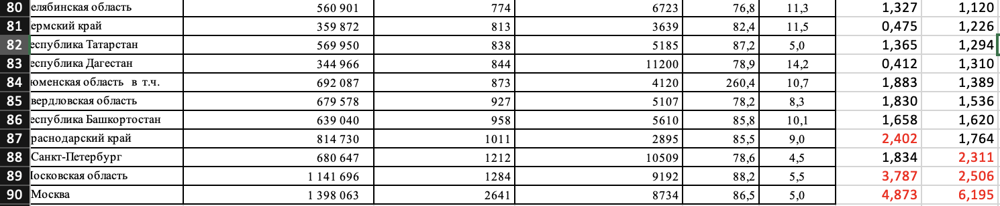 80 елябинская область 560 901 774 6723 76,8 11,3 1,327 1,120
81 ермский край 359 872 813 3639 82,4 11,5 0,475 1,226
82 еспублика Татарстан 569 950 838 5185 87,2 5,0 1,365 1,294
83 еспублика Дагестан 344 966 844 11200 78,9 14,2 0,412 1,310
84 юменская область в т.ч. 692 087 873 4120 260,4 10,7 1,883 1,389
85 вердловская область 679 578 927 5107 78,2 8,3 1,830 1,536
86 еспублика Башкортостан 639 040 958 5610 85,8 10,1 1,658 1,620
87 раснодарский край 814 730 1011 2895 85,5 9,0 2,402 1,764
88 Санкт-Петербург 680 647 1212 10509 78,6 4,5 1,834 2,311
89 осковская область 1 141 696 1284 9192 88,2 5,5 3,787 2,506
90 Москва 1 398 063 2641 8734 86,5 5,0 4,873 6,195